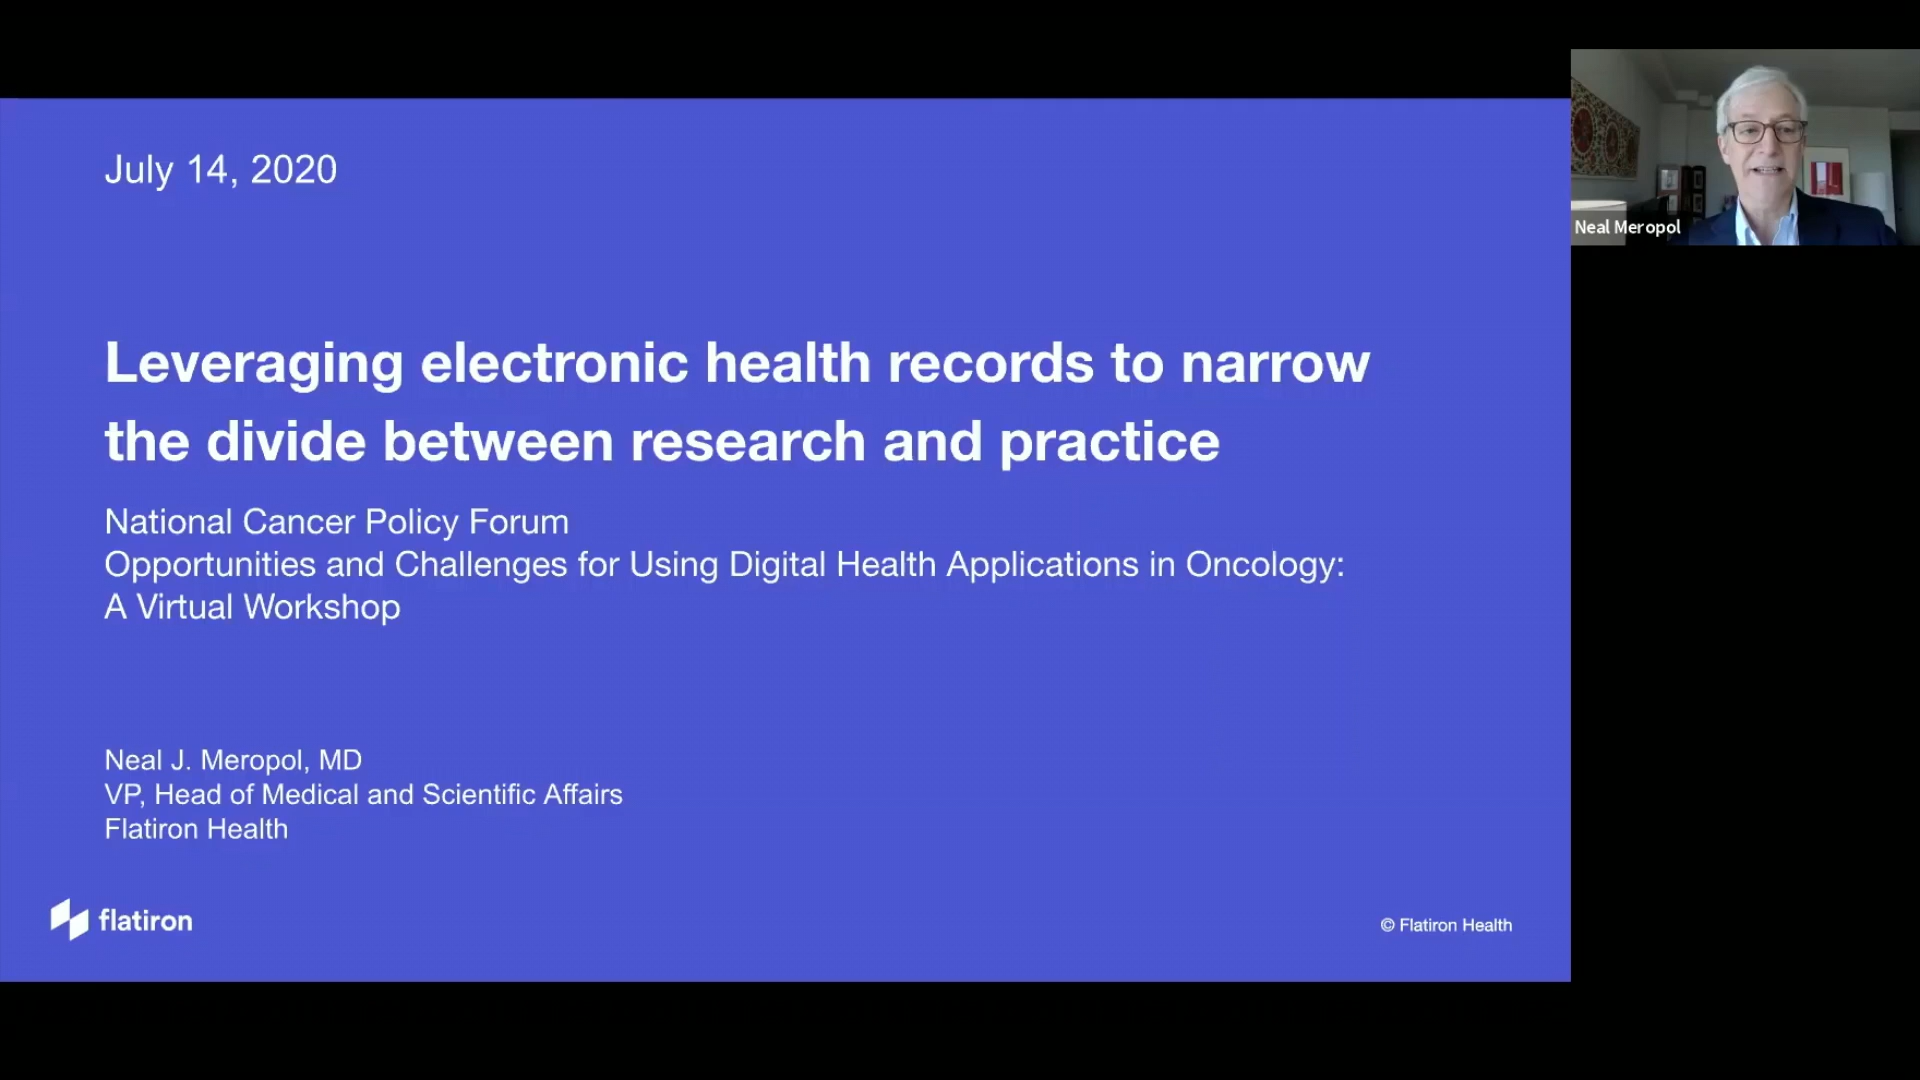 July 14, 2020
Leveraging electronic health records to narrow
the divide between research and practice
National Cancer Policy Forum
Opportunities and Challenges for Using Digital Health Applications in Oncology:
A Virtual Workshop
Neal J. Meropol, MD
VP, Head of Medical and Scientific Affairs
Flatiron Health
flatiron
© Flatiron Health
Neal Meropol